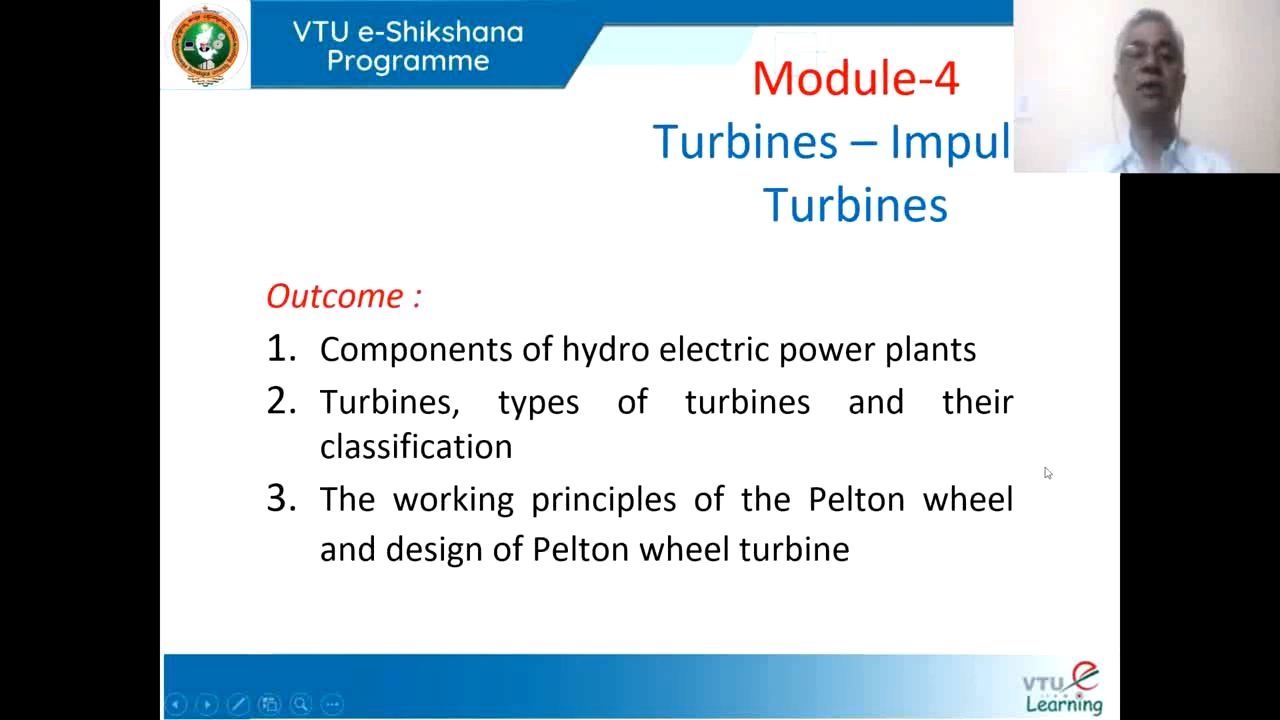 VTU e-Shikshana
Programme
Module-4
Turbines – Impul
Turbines
Outcome :
1. Components of hydro electric power plants
2. Turbines, types of turbines and their
classification
3. The working principles of the Pelton wheel
and design of Pelton wheel turbine
VTU e
Learning